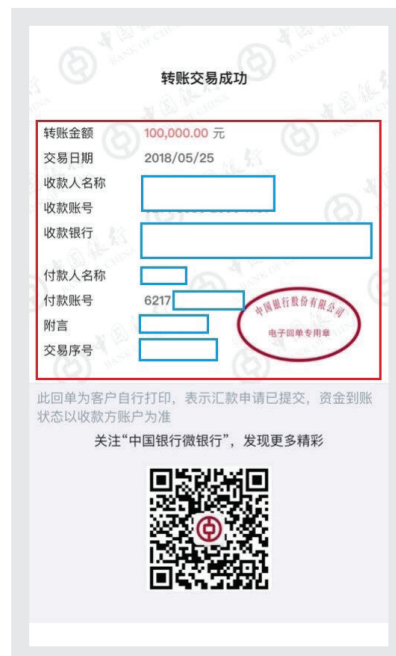 转账交易成功
转账金额 100,000.00 元
交易日期 2018/05/25
收款人名称
收款账号
收款银行
付款人名称
付款账号 6217
附言
交易序号
中国银行股份有限公司
电子回单专用章
此回单为客户自行打印，表示汇款申请已提交，资金到账
状态以收款方账户为准
关注“中国银行微银行”，发现更多精彩